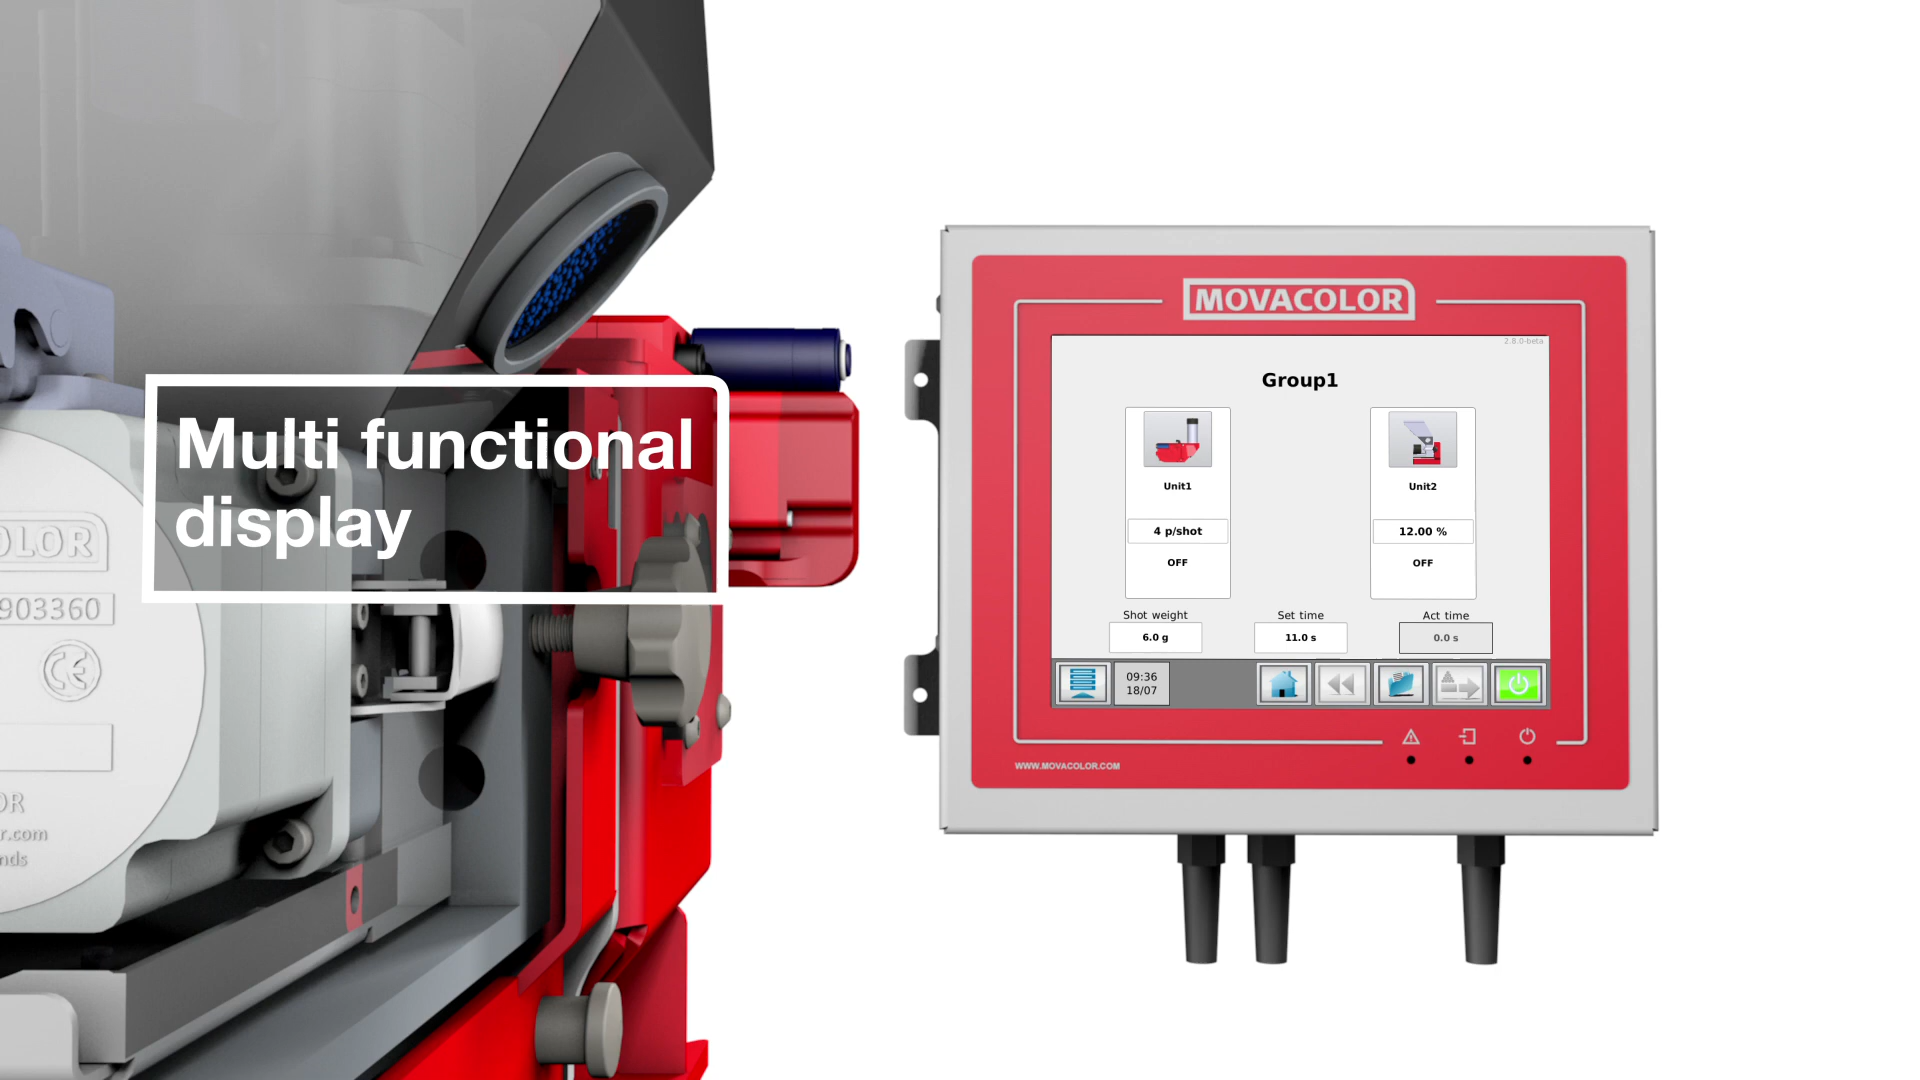 Multi functional
display
OLOR
903360
CE
OR
r.com
nds
MOVACOLOR
2.8.0-beta
Group1
Unit1
Unit2
4 p/shot
12.00 %
OFF
OFF
Shot weight
Set time
Act time
6.0 g
11.0 s
0.0 s
09:36
18/07
WWW.MOVACOLOR.COM